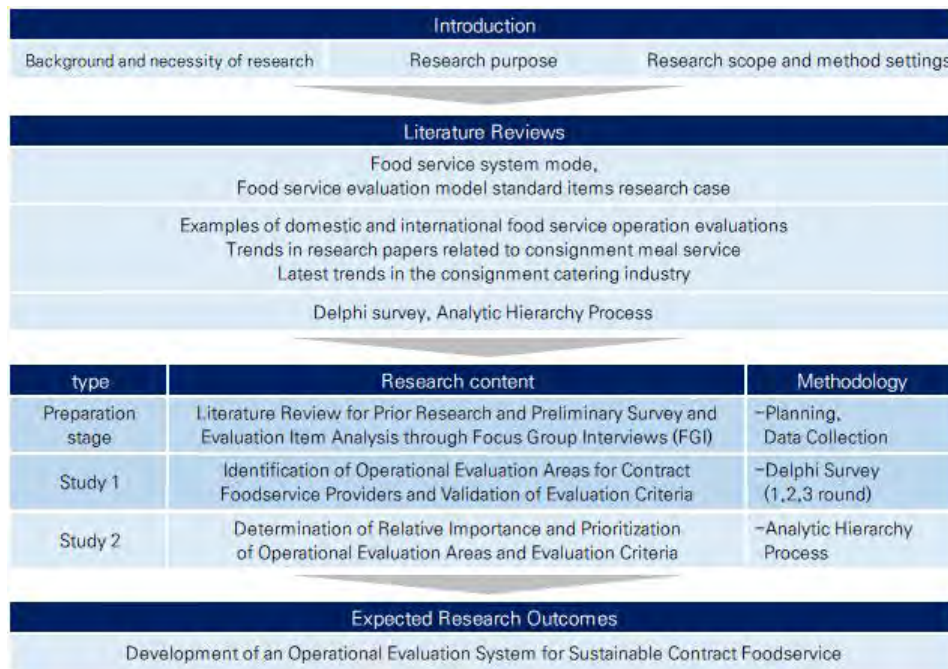 Introduction
Background and necessity of research
Research purpose
Research scope and method settings
Literature Reviews
Food service system mode,
Food service evaluation model standard items research case
Examples of domestic and international food service operation evaluations
Trends in research papers related to consignment meal service
Latest trends in the consignment catering industry
Delphi survey, Analytic Hierarchy Process
type
Research content
Methodology
Preparation
stage
Literature Review for Prior Research and Preliminary Survey and
Evaluation Item Analysis through Focus Group Interviews (FGI)
-Planning,
Data Collection
Study 1
Identification of Operational Evaluation Areas for Contract
Foodservice Providers and Validation of Evaluation Criteria
-Delphi Survey
(1,2,3 round)
Study 2
Determination of Relative Importance and Prioritization
of Operational Evaluation Areas and Evaluation Criteria
-Analytic Hierarchy
Process
Expected Research Outcomes
Development of an Operational Evaluation System for Sustainable Contract Foodservice